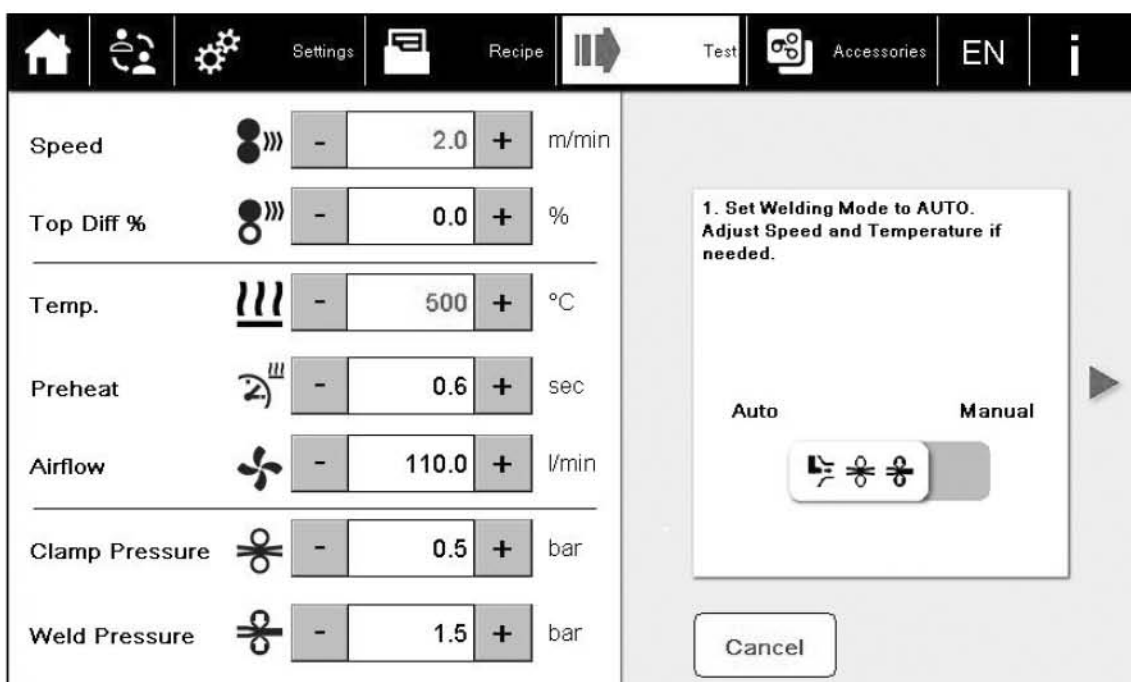 Settings Recipe Test Accessories EN i
Speed - 2.0 + m/min
Top Diff % - 0.0 + %
Temp. - 500 + °C
Preheat - 0.6 + sec
Airflow - 110.0 + l/min
Clamp Pressure - 0.5 + bar
Weld Pressure - 1.5 + bar
1. Set Welding Mode to AUTO.
Adjust Speed and Temperature if
needed.
Auto Manual
Cancel